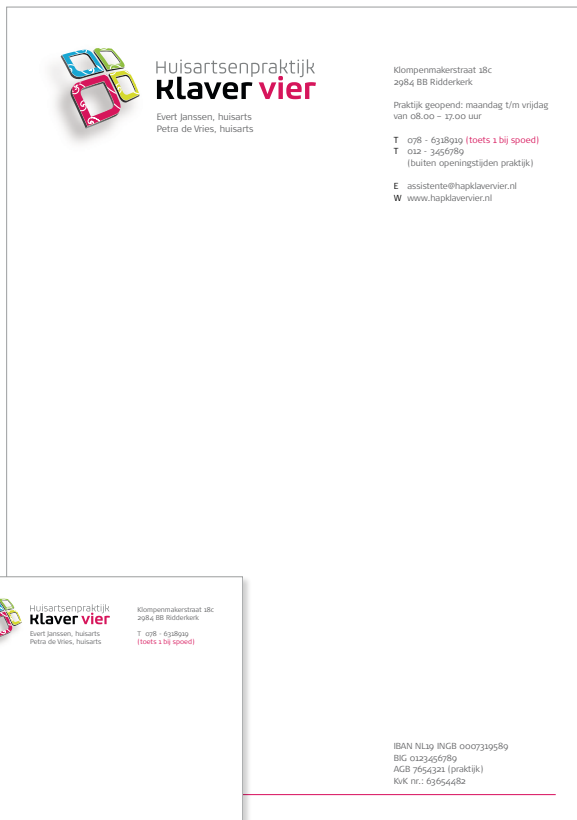 Huisartsenpraktijk
Klaver vier
Evert Janssen, huisarts
Petra de Vries, huisarts
Klompenmakerstraat 18c
2984 BB Ridderkerk
Praktijk geopend: maandag t/m vrijdag
van 08.00 – 17.00 uur
T 078 - 6318919 (toets 1 bij spoed)
T 012 - 3456789
(buiten openingstijden praktijk)
E assistente@hapklavervier.nl
W www.hapklavervier.nl
Huisartsenpraktijk
Klaver vier
Evert Janssen, huisarts
Petra de Vries, huisarts
Klompenmakerstraat 18c
2984 BB Ridderkerk
T 078 - 6318919
(toets 1 bij spoed)
IBAN NL19 INGB 0007319589
BIG 0123456789
AGB 7654321 (praktijk)
KvK nr.: 63654482